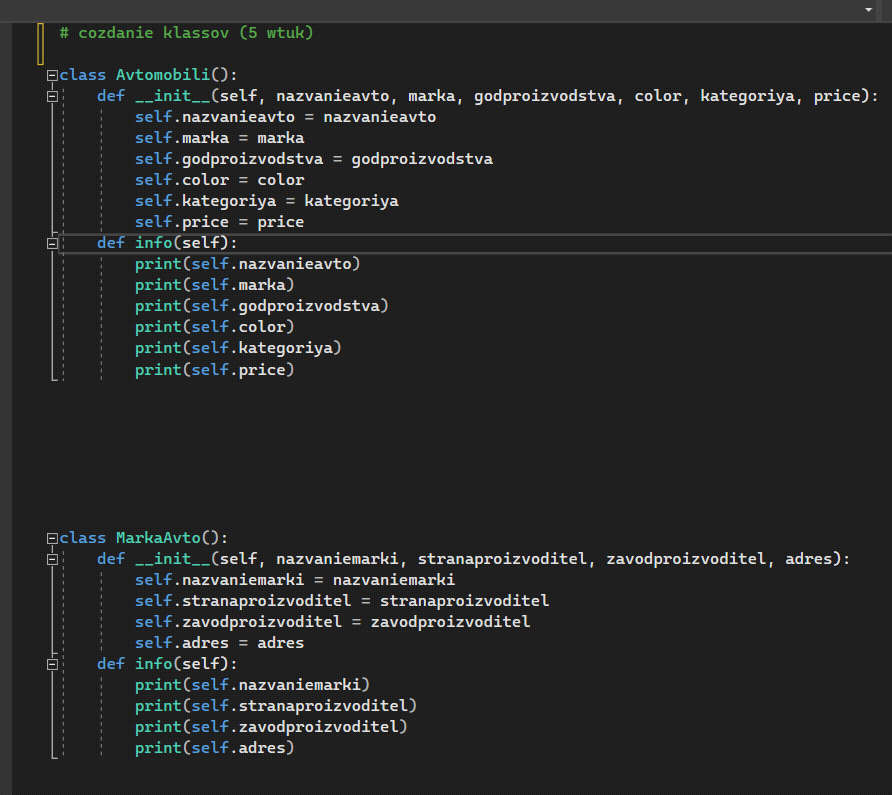 # cozdanie klassov (5 wtuk)
class Avtomobili():
def __init__(self, nazvanieavto, marka, godproizvodstva, color, kategoriya, price):
self.nazvanieavto = nazvanieavto
self.marka = marka
self.godproizvodstva = godproizvodstva
self.color = color
self.kategoriya = kategoriya
self.price = price
def info(self):
print(self.nazvanieavto)
print(self.marka)
print(self.godproizvodstva)
print(self.color)
print(self.kategoriya)
print(self.price)
class MarkaAvto():
def __init__(self, nazvaniemarki, stranaproizvoditel, zavodproizvoditel, adres):
self.nazvaniemarki = nazvaniemarki
self.stranaproizvoditel = stranaproizvoditel
self.zavodproizvoditel = zavodproizvoditel
self.adres = adres
def info(self):
print(self.nazvaniemarki)
print(self.stranaproizvoditel)
print(self.zavodproizvoditel)
print(self.adres)